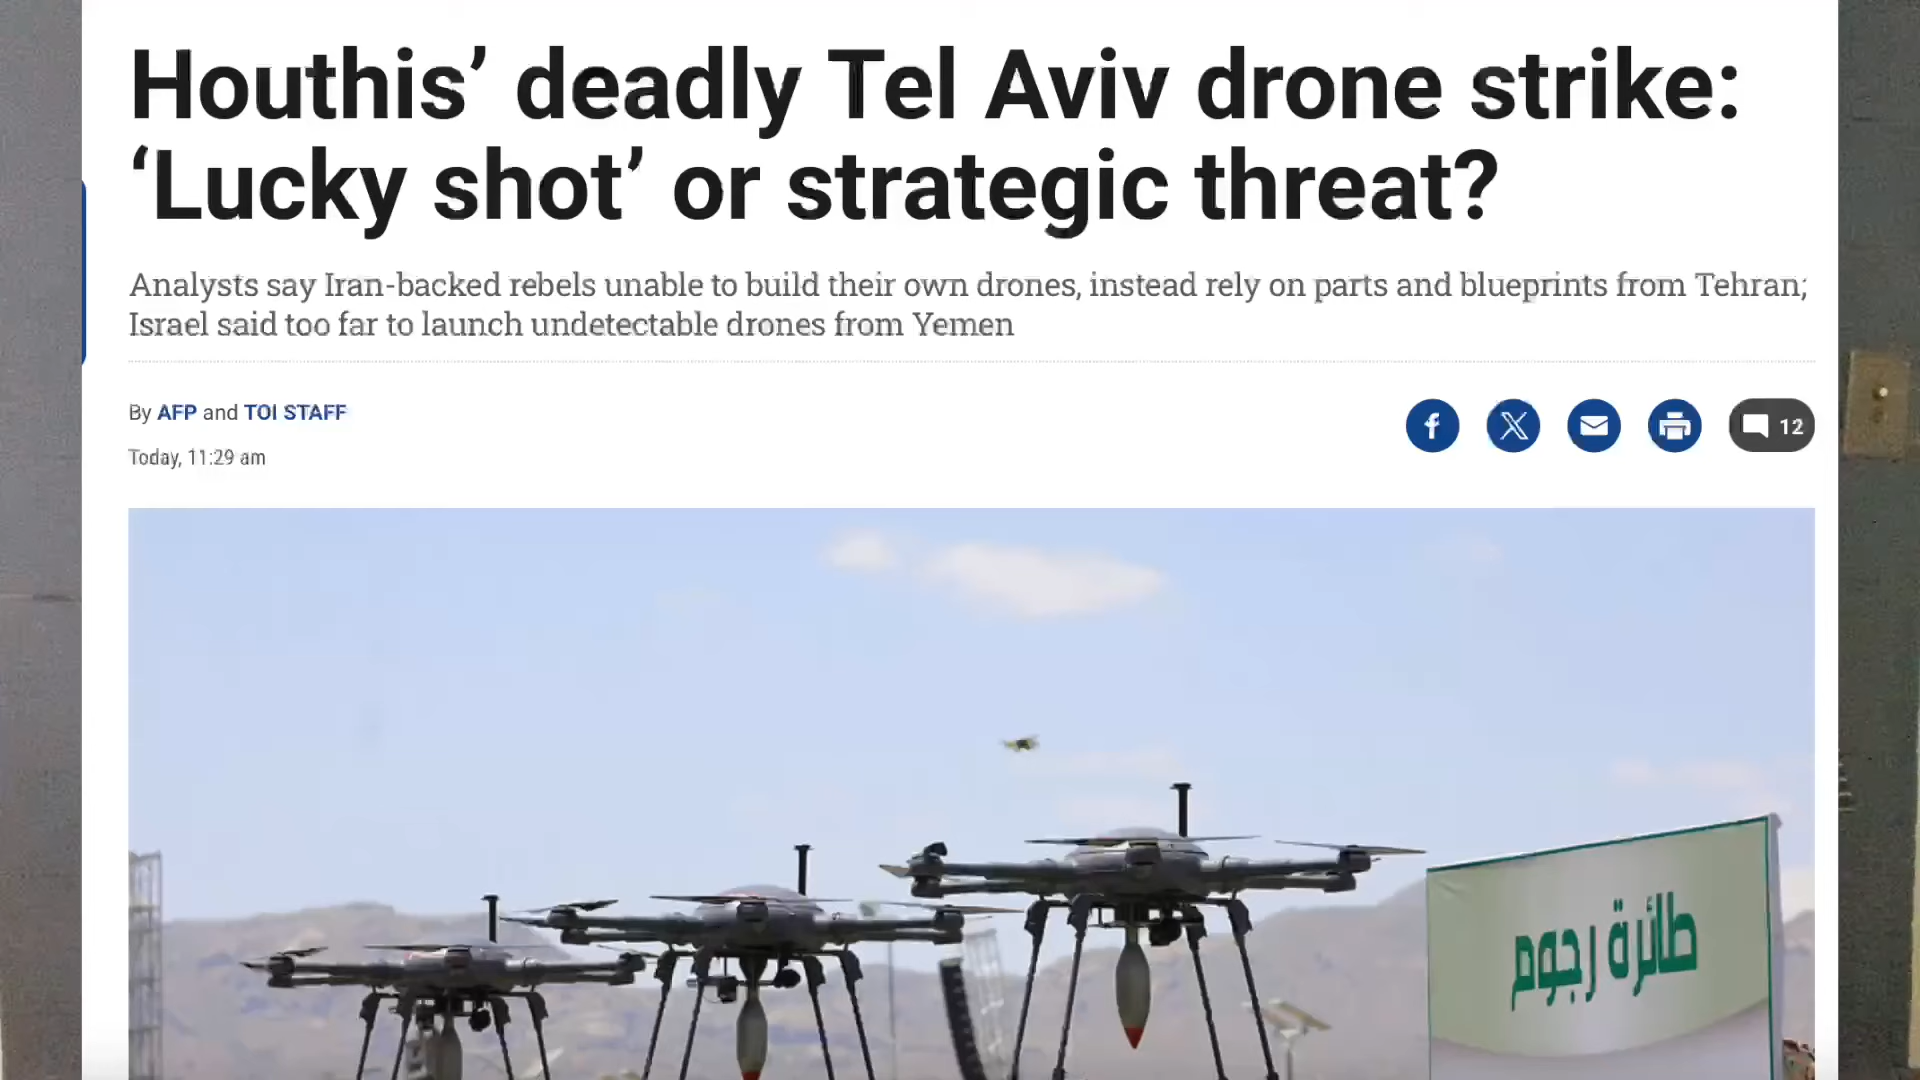 Houthis’ deadly Tel Aviv drone strike:
‘Lucky shot’ or strategic threat?
Analysts say Iran-backed rebels unable to build their own drones, instead rely on parts and blueprints from Tehran;
Israel said too far to launch undetectable drones from Yemen
By AFP and TOI STAFF
12
Today, 11:29 am
طائرة رجوم